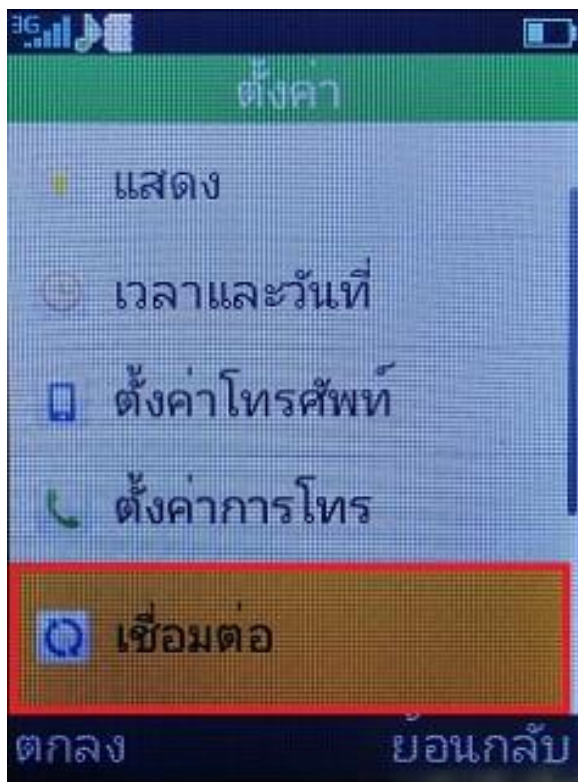 3G
ตั้งค่า
แสดง
เวลาและวันที่
ตั้งค่าโทรศัพท์
ตั้งค่าการโทร
เชื่อมต่อ
ตกลง ย้อนกลับ